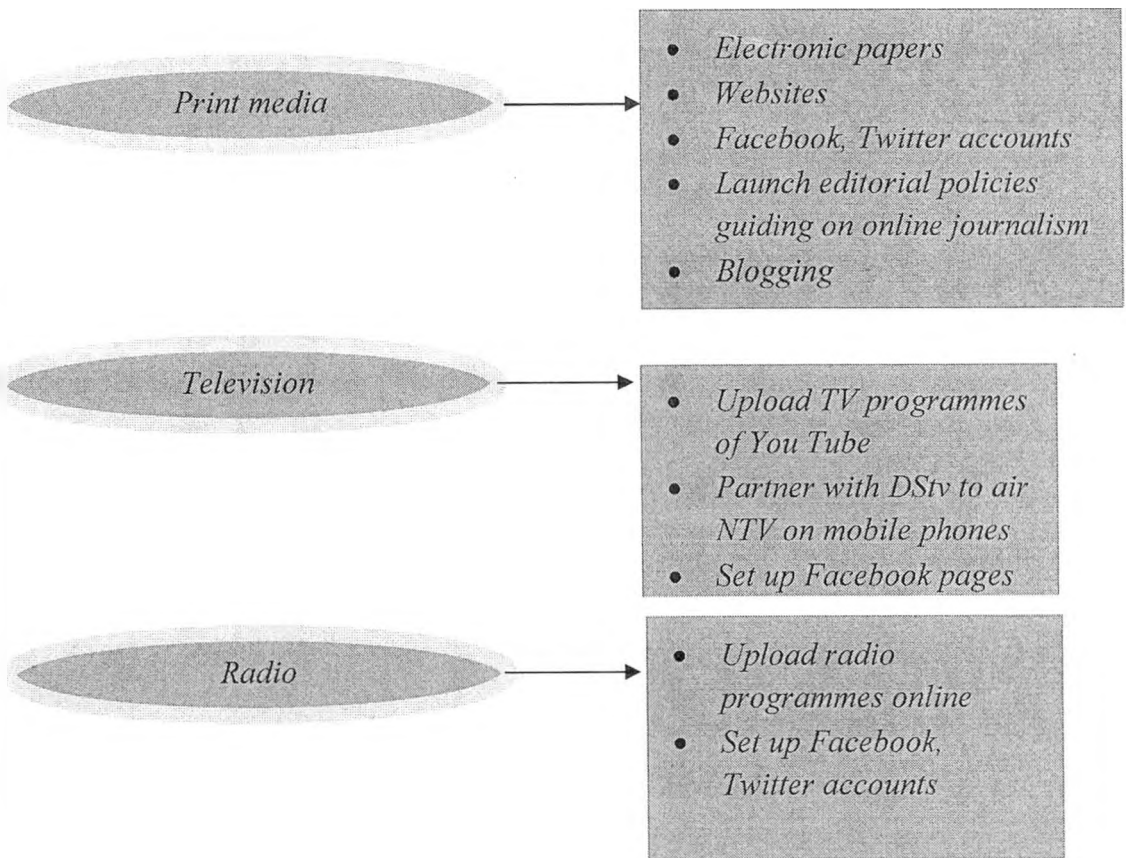 Print media
• Electronic papers
• Websites
• Facebook, Twitter accounts
• Launch editorial policies
guiding on online journalism
• Blogging
Television
• Upload TV programmes
of You Tube
• Partner with DStv to air
NTV on mobile phones
• Set up Facebook pages
Radio
• Upload radio
programmes online
• Set up Facebook,
Twitter accounts